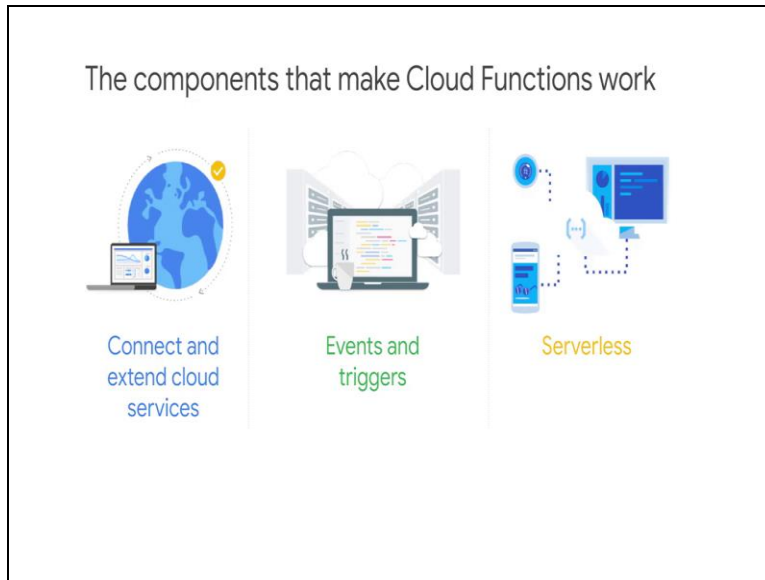 The components that make Cloud Functions work
Connect and
extend cloud
services
Events and
triggers
Serverless